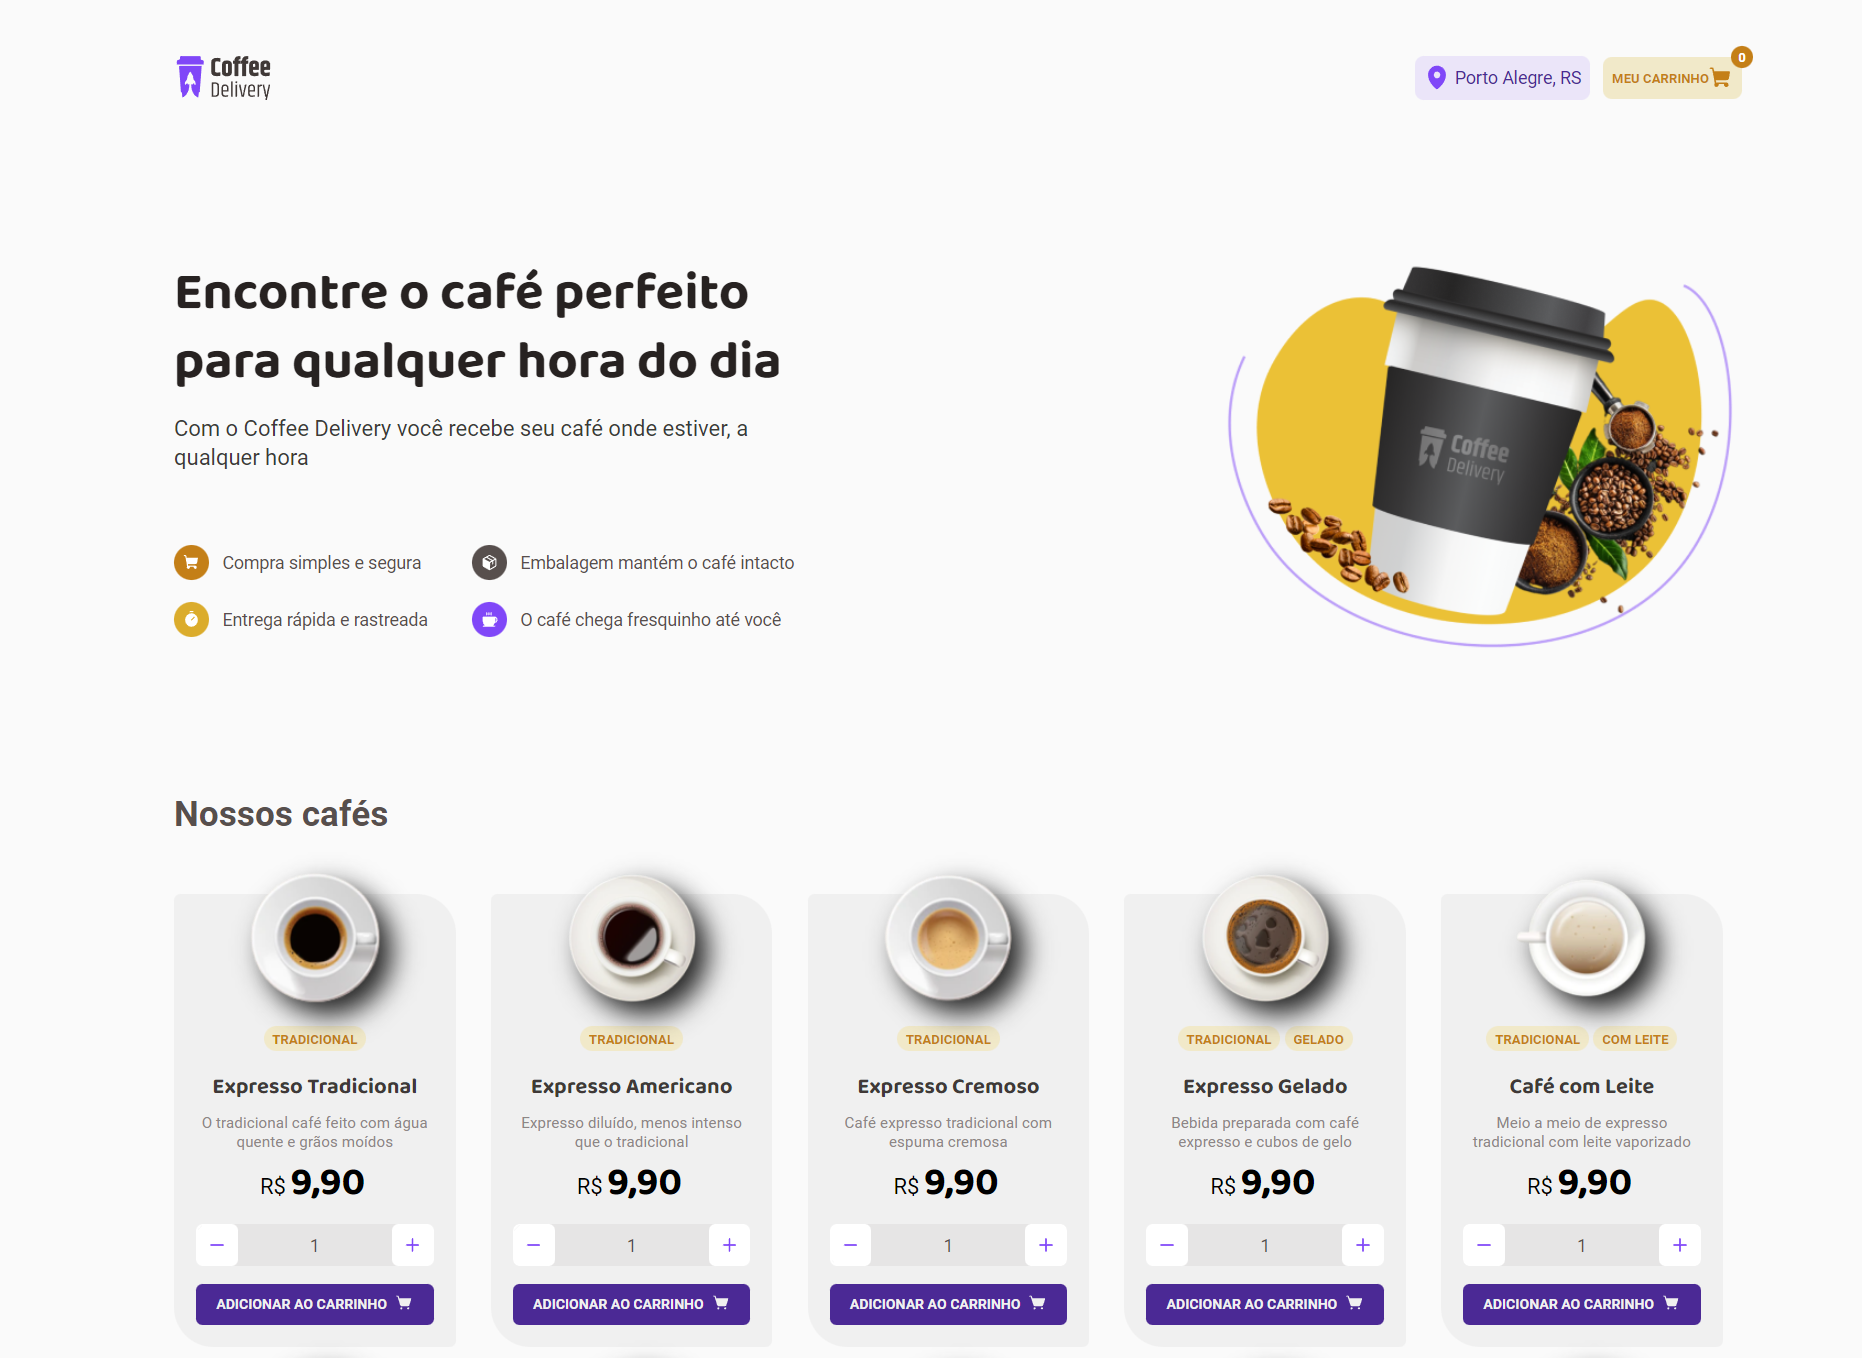 Coffee
Delivery
Porto Alegre, RS
MEU CARRINHO
0
Encontre o café perfeito
para qualquer hora do dia
Com o Coffee Delivery você recebe seu café onde estiver, a
qualquer hora
Compra simples e segura
Embalagem mantém o café intacto
Entrega rápida e rastreada
O café chega fresquinho até você
Coffee
Delivery
Nossos cafés
TRADICIONAL
Expresso Tradicional
O tradicional café feito com água
quente e grãos moídos
R$ 9,90
1
ADICIONAR AO CARRINHO
TRADICIONAL
Expresso Americano
Expresso diluído, menos intenso
que o tradicional
R$ 9,90
1
ADICIONAR AO CARRINHO
TRADICIONAL
Expresso Cremoso
Café expresso tradicional com
espuma cremosa
R$ 9,90
1
ADICIONAR AO CARRINHO
TRADICIONAL GELADO
Expresso Gelado
Bebida preparada com café
expresso e cubos de gelo
R$ 9,90
1
ADICIONAR AO CARRINHO
TRADICIONAL COM LEITE
Café com Leite
Meio a meio de expresso
tradicional com leite vaporizado
R$ 9,90
1
ADICIONAR AO CARRINHO